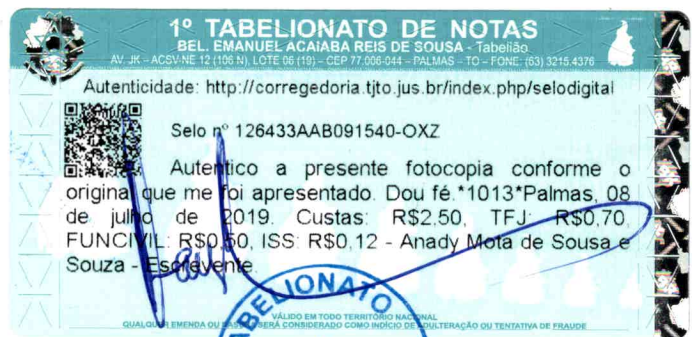 1º TABELIONATO DE NOTAS
BEL. EMANUEL ACAIABA REIS DE SOUSA - Tabelião
AV. JK – ACSV-NE 12 (106 N), LOTE 06 (19) – CEP 77.006-044 – PALMAS – TO – FONE: (63) 3215.4376
Autenticidade: http://corregedoria.tjto.jus.br/index.php/selodigital
Selo nº 126433AAB091540-OXZ
Autentico a presente fotocopia conforme o
original que me foi apresentado. Dou fé.*1013*Palmas, 08
de julho de 2019. Custas: R$2,50, TFJ: R$0,70,
FUNCIVIL: R$0,50, ISS: R$0,12 - Anady Mota de Sousa e
Souza - Escrevente.
TABELIONATO
VÁLIDO EM TODO TERRITÓRIO NACIONAL
QUALQUER EMENDA OU RASURA SERÁ CONSIDERADO COMO INDÍCIO DE ADULTERAÇÃO OU TENTATIVA DE FRAUDE